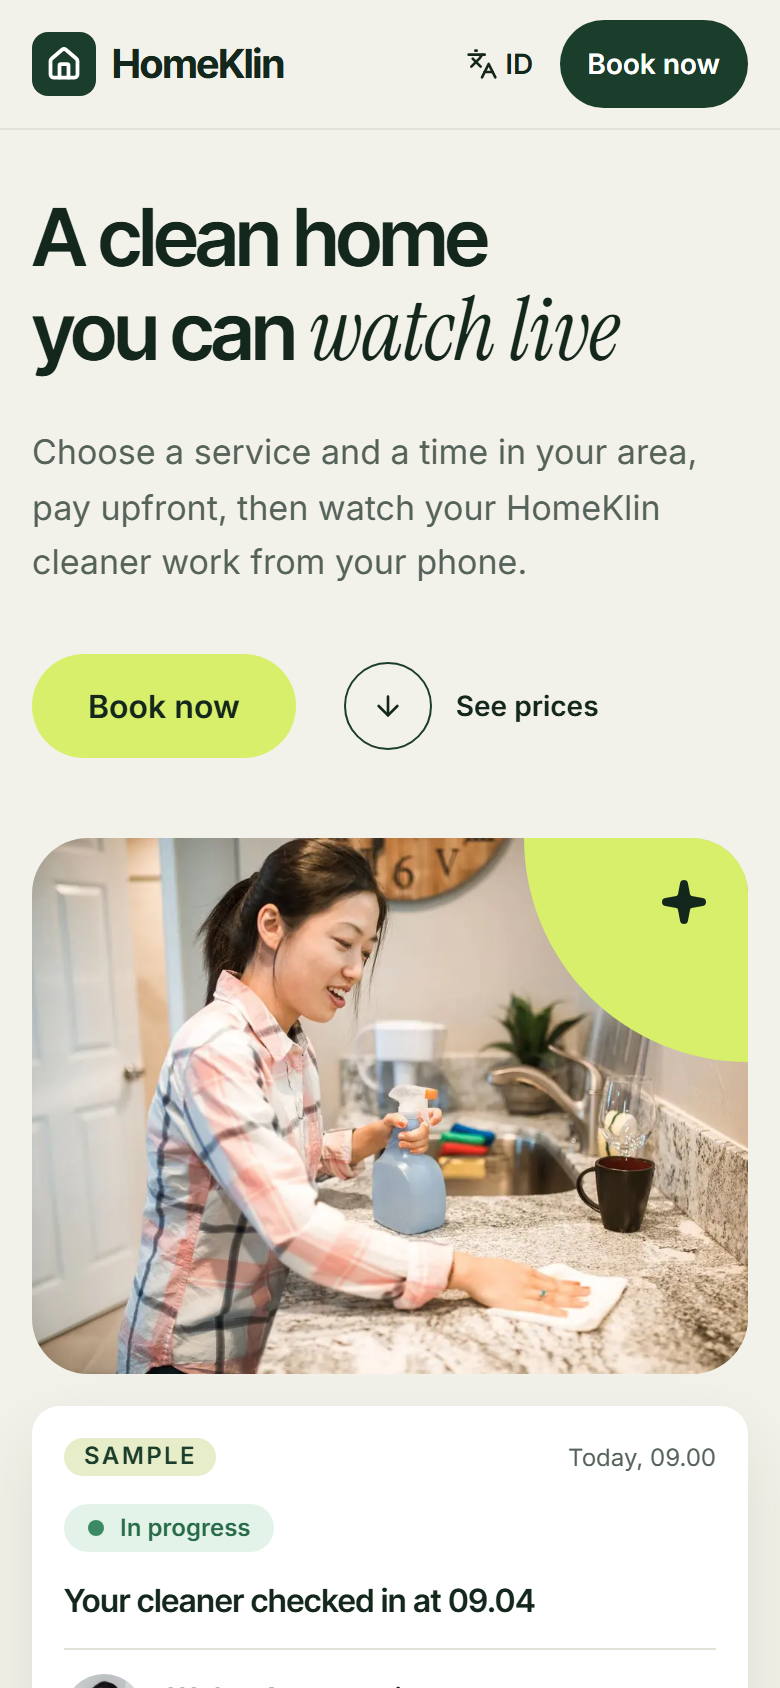 HomeKlin
ID
Book now
A clean home
you can watch live
Choose a service and a time in your area,
pay upfront, then watch your HomeKlin
cleaner work from your phone.
Book now
See prices
6 V
SAMPLE
Today, 09.00
In progress
Your cleaner checked in at 09.04